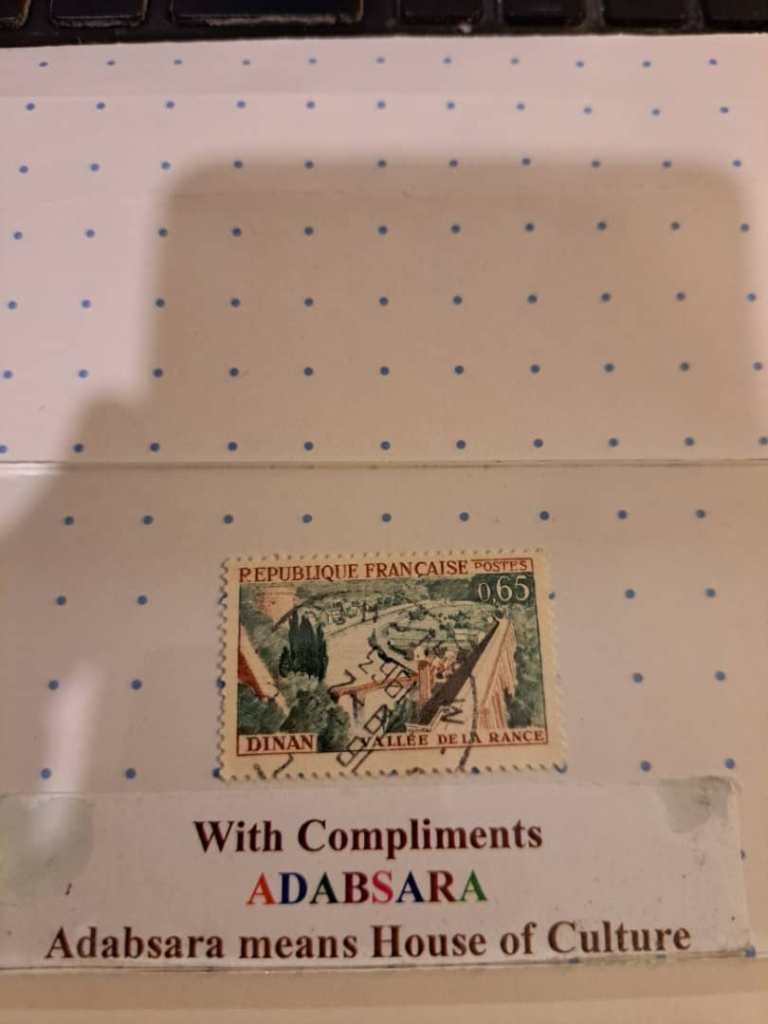 REPUBLIQUE FRANÇAISE POSTES
0,65
DINAN VALLÉE DE LA RANCE
With Compliments
ADABSARA
Adabsara means House of Culture